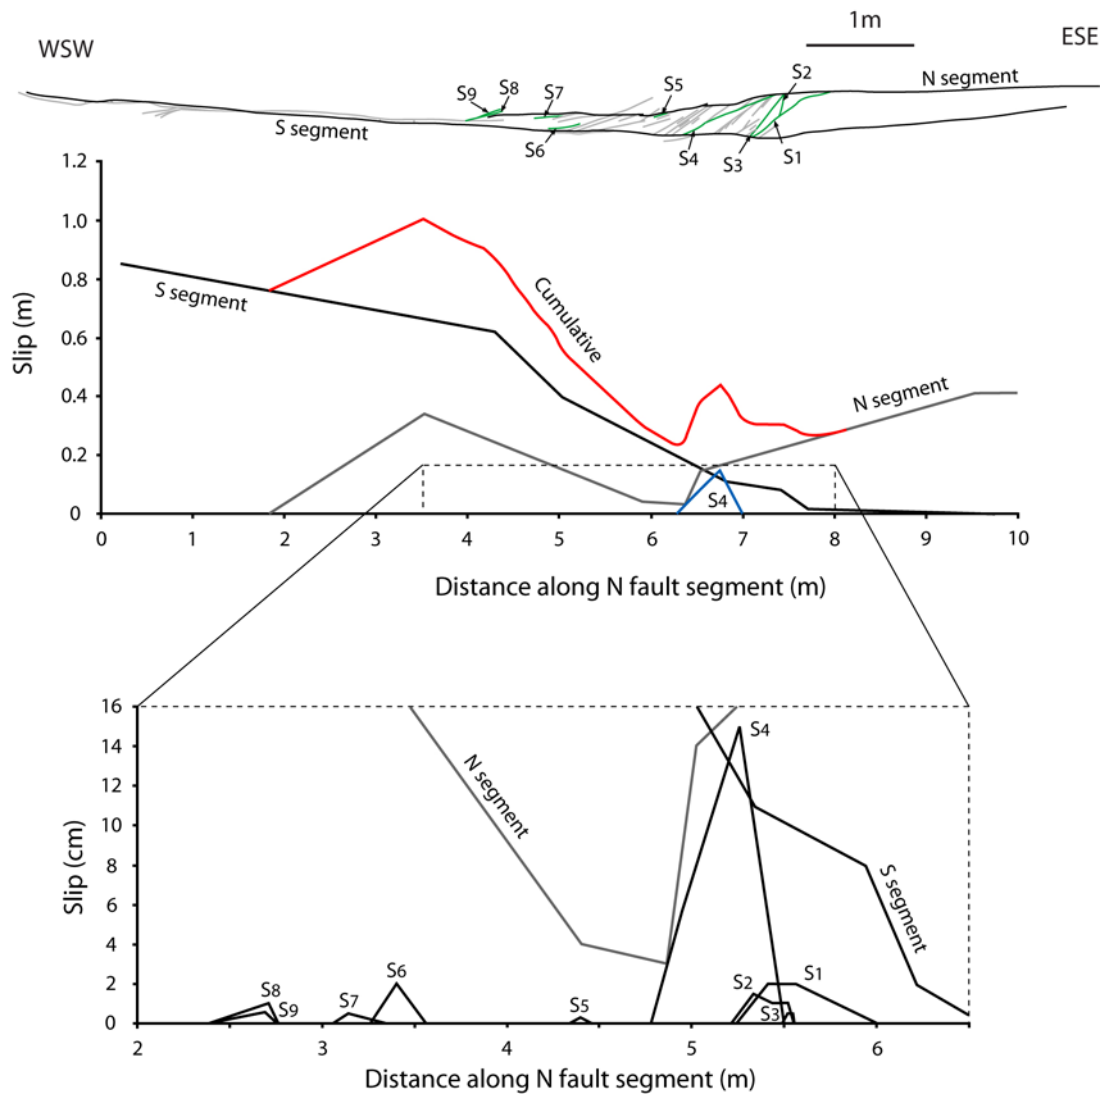 1m
WSW
ESE
S2
N segment
S9
S8
S7
S5
S segment
S6
S4
S3
S1
1.2
1.0
0.8
0.6
0.4
0.2
0
Slip (m)
S segment
Cumulative
N segment
S4
0 1 2 3 4 5 6 7 8 9 10
Distance along N fault segment (m)
16
14
12
10
8
6
4
2
0
Slip (cm)
N segment
S4
S segment
S8
S9
S7
S6
S5
S2
S1
S3
2 3 4 5 6
Distance along N fault segment (m)